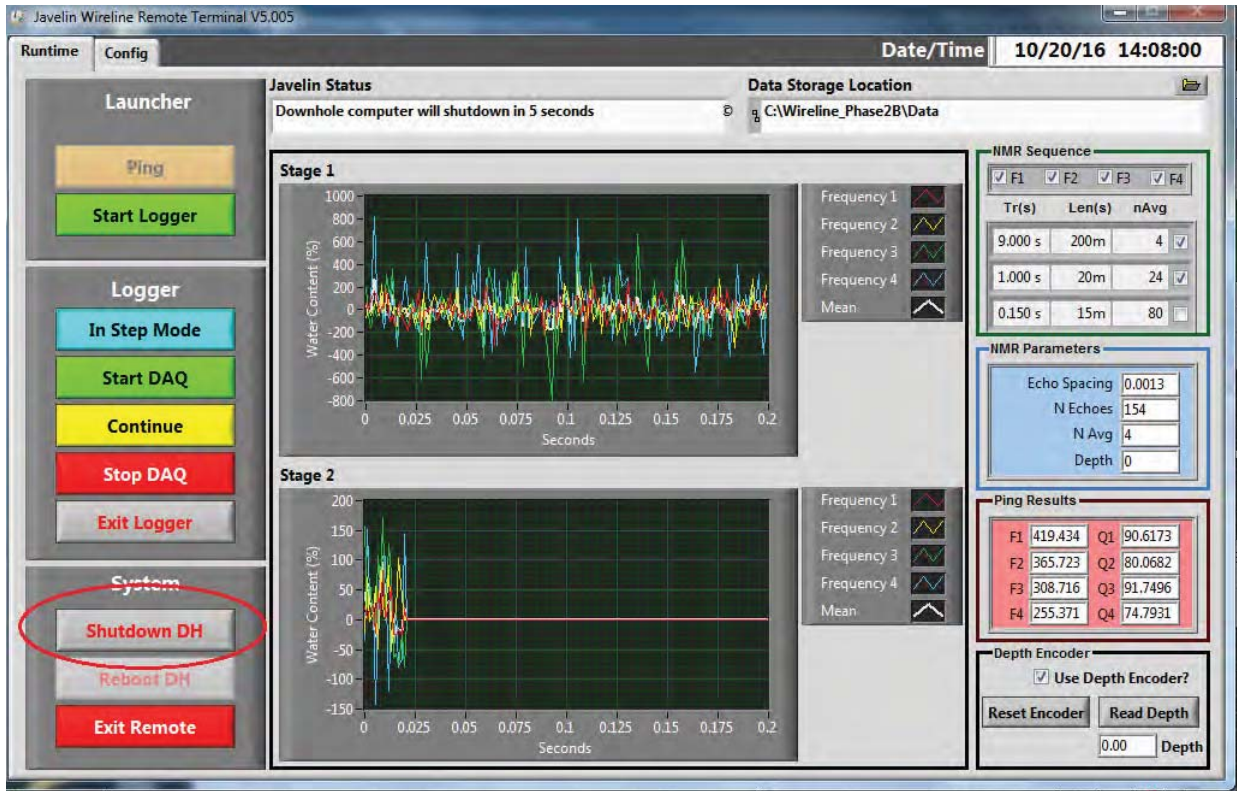 Javelin Wireline Remote Terminal V5.005
Runtime
Config
Date/Time 10/20/16 14:08:00
Launcher
Ping
Start Logger
Logger
In Step Mode
Start DAQ
Continue
Stop DAQ
Exit Logger
System
Shutdown DH
Reboot DH
Exit Remote
Javelin Status
Downhole computer will shutdown in 5 seconds
Data Storage Location
C:\Wireline_Phase2B\Data
Stage 1
Water Content (%)
1000
800
600
400
200
0
-200
-400
-600
-800
0 0.025 0.05 0.075 0.1 0.125 0.15 0.175 0.2
Seconds
Frequency 1
Frequency 2
Frequency 3
Frequency 4
Mean
Stage 2
Water Content (%)
200
150
100
50
0
-50
-100
-150
0 0.025 0.05 0.075 0.1 0.125 0.15 0.175 0.2
Seconds
Frequency 1
Frequency 2
Frequency 3
Frequency 4
Mean
NMR Sequence
F1 F2 F3 F4
Tr(s) Len(s) nAvg
9.000 s 200m 4
1.000 s 20m 24
0.150 s 15m 80
NMR Parameters
Echo Spacing 0.0013
N Echoes 154
N Avg 4
Depth 0
Ping Results
F1 419.434 Q1 90.6173
F2 365.723 Q2 80.0682
F3 308.716 Q3 91.7496
F4 255.371 Q4 74.7931
Depth Encoder
Use Depth Encoder?
Reset Encoder Read Depth
0.00 Depth